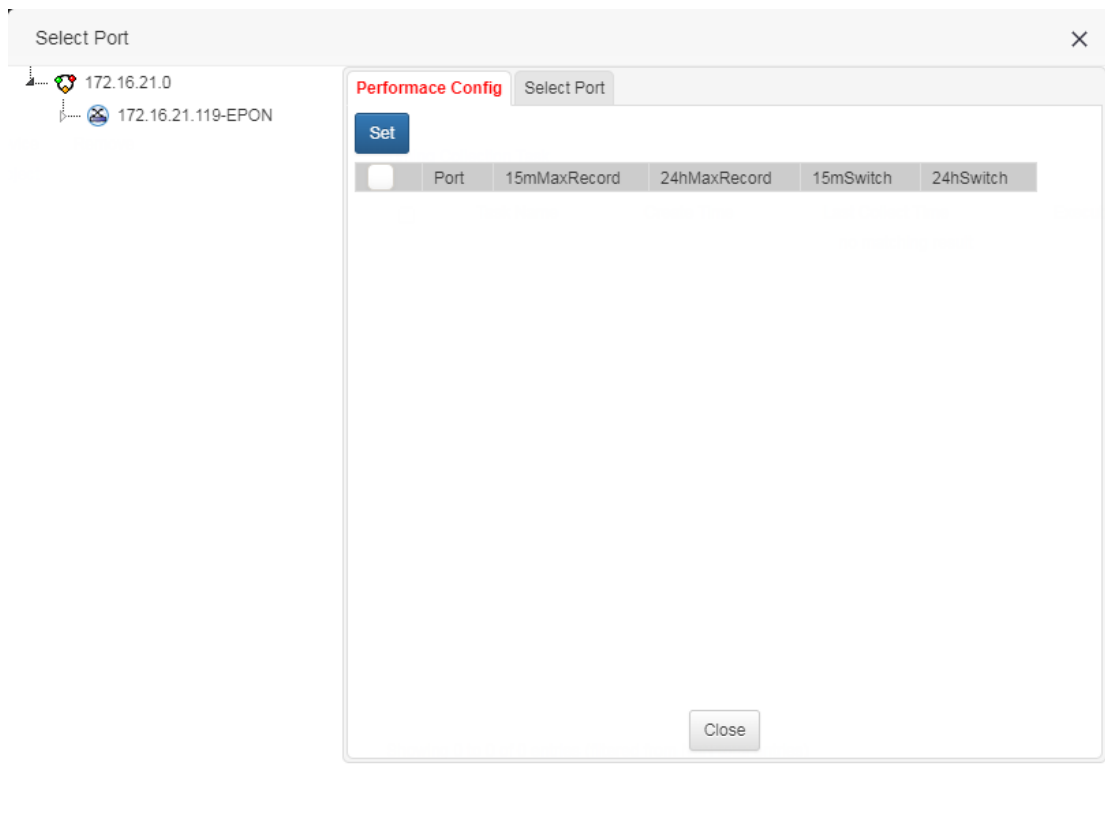 Select Port
172.16.21.0
172.16.21.119-EPON
Performace Config Select Port
Set
Port 15mMaxRecord 24hMaxRecord 15mSwitch 24hSwitch
Close